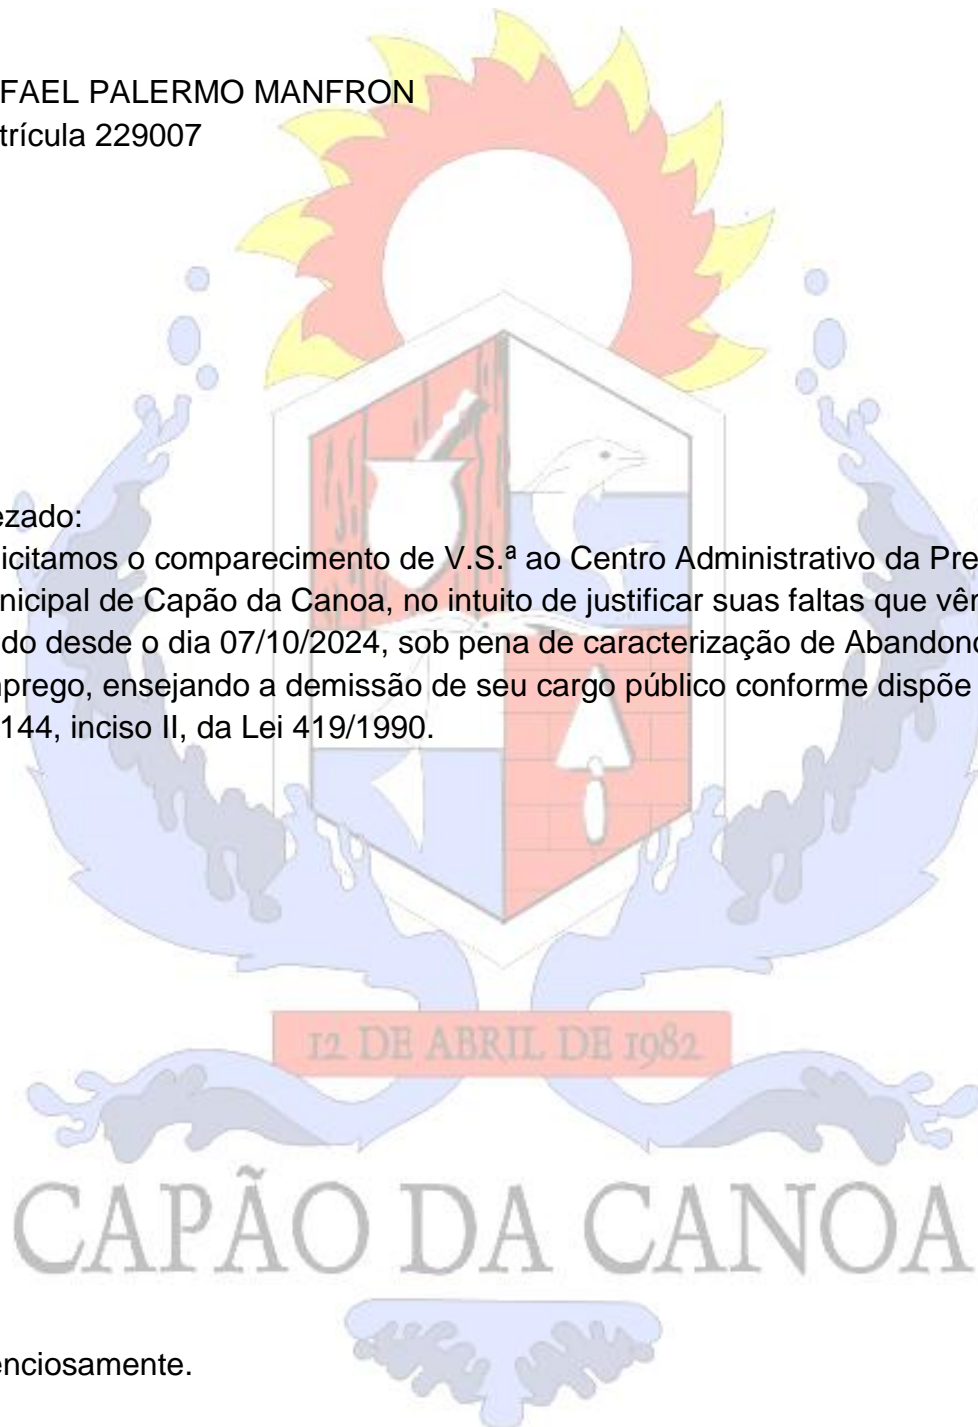 FAEL PALERMO MANFRON
trícula 229007
ezado:
icitamos o comparecimento de V.S.ª ao Centro Administrativo da Pre
nicipal de Capão da Canoa, no intuito de justificar suas faltas que vêr
do desde o dia 07/10/2024, sob pena de caracterização de Abandono
prego, ensejando a demissão de seu cargo público conforme dispõe
144, inciso II, da Lei 419/1990.
12 DE ABRIL DE 1982
CAPÃO DA CANOA
enciosamente.